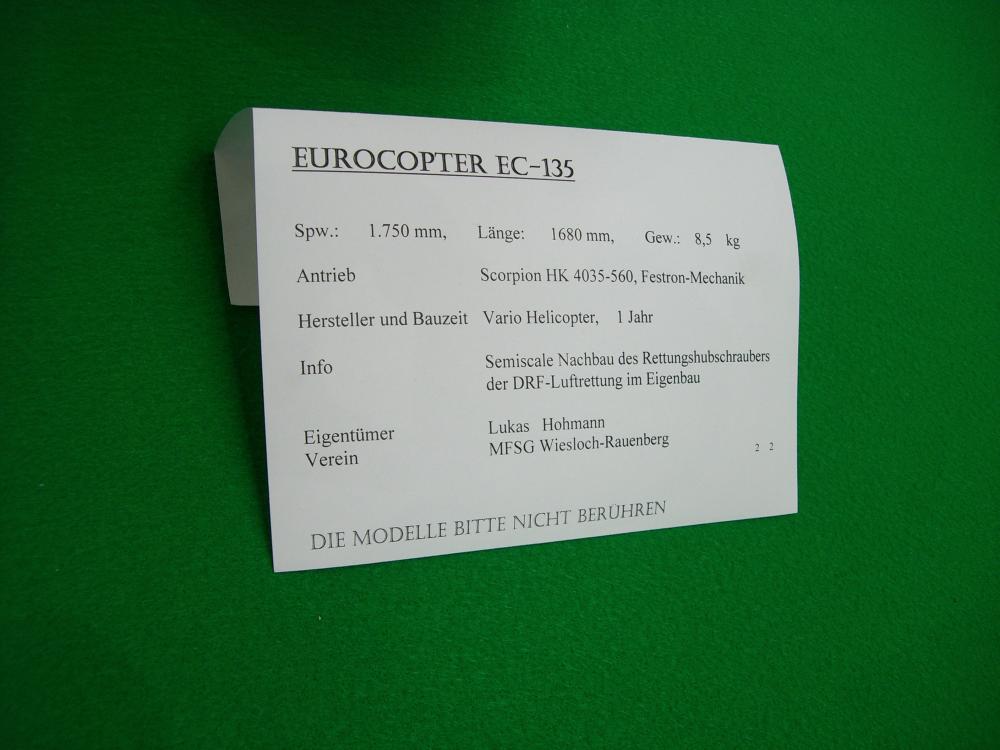 EUROCOPTER EC-135
Spw.: 1.750 mm, Länge: 1680 mm, Gew.: 8,5 kg
Antrieb Scorpion HK 4035-560, Festron-Mechanik
Hersteller und Bauzeit Vario Helicopter, 1 Jahr
Info Semiscale Nachbau des Rettungshubschraubers
der DRF-Luftrettung im Eigenbau
Eigentümer Lukas Hohmann
Verein MFSG Wiesloch-Rauenberg
2 2
DIE MODELLE BITTE NICHT BERÜHREN